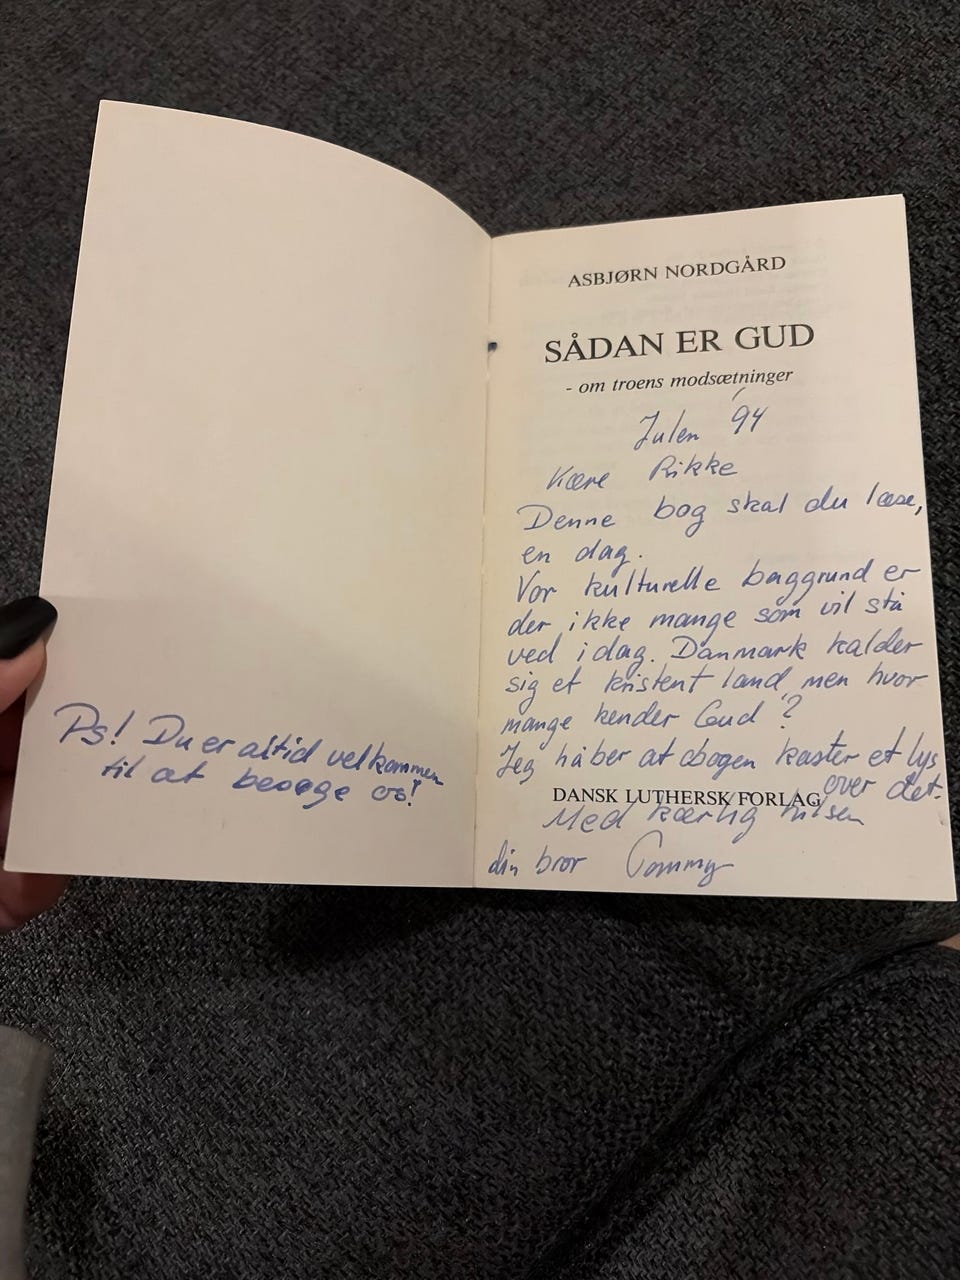 Ps! Du er altid velkommen
til at besøge os!
ASBJØRN NORDGÅRD
SÅDAN ER GUD
- om troens modsætninger
Julen '94
Kære Rikke
Denne bog skal du læse,
en dag.
Vor kulturelle baggrund er
der ikke mange som vil stå
ved i dag. Danmark kalder
sig et kristent land, men hvor
mange kender Gud?
Jeg håber at bogen kaster et lys
over det.
DANSK LUTHERSK FORLAG
Med kærlig hilsen
din bror Tommy